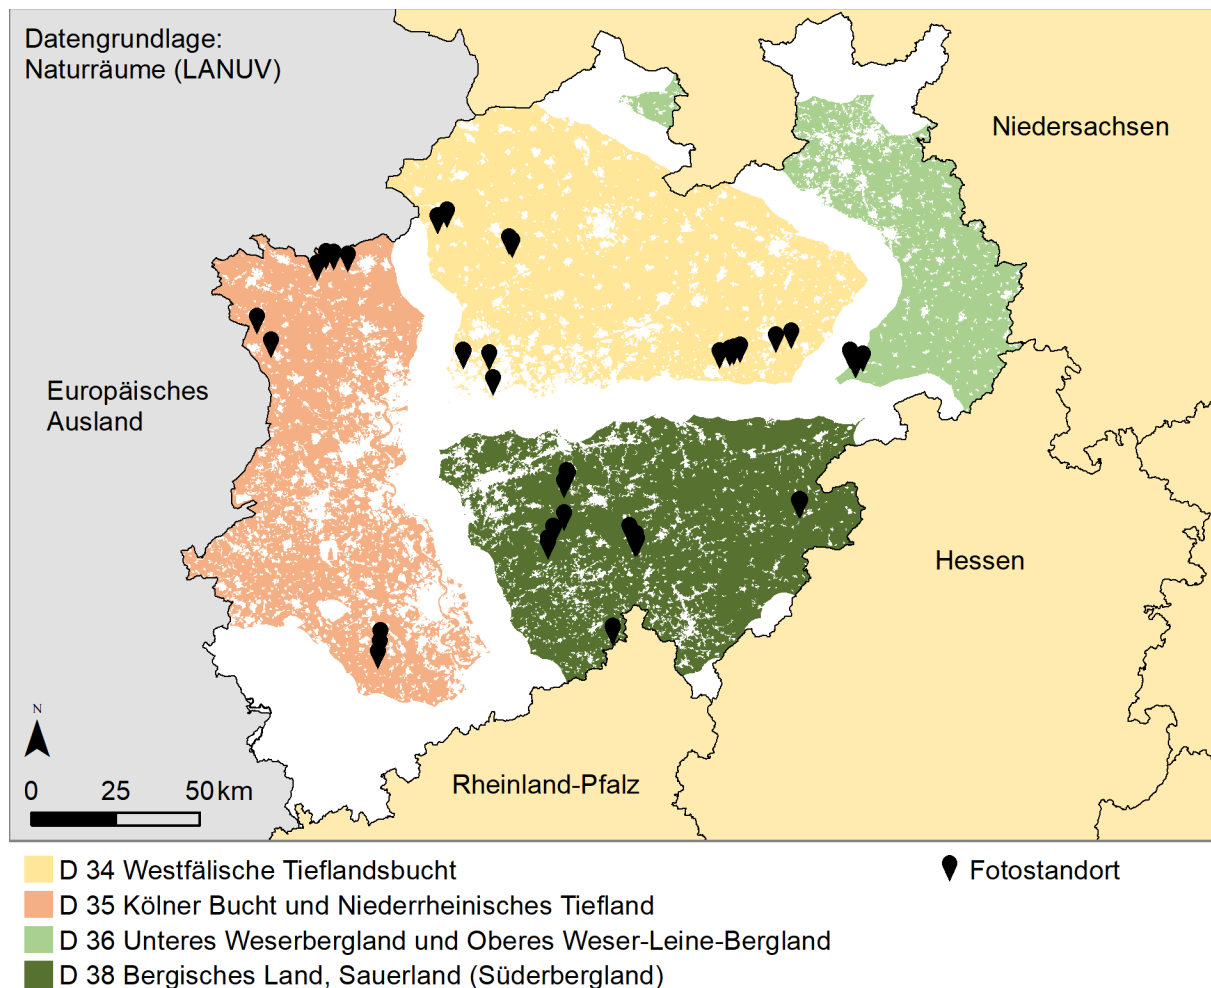 Datengrundlage:
Naturräume (LANUV)
Niedersachsen
Europäisches
Ausland
Hessen
Rheinland-Pfalz
N
0 25 50 km
D 34 Westfälische Tieflandsbucht
D 35 Kölner Bucht und Niederrheinisches Tiefland
D 36 Unteres Weserbergland und Oberes Weser-Leine-Bergland
D 38 Bergisches Land, Sauerland (Süderbergland)
Fotostandort